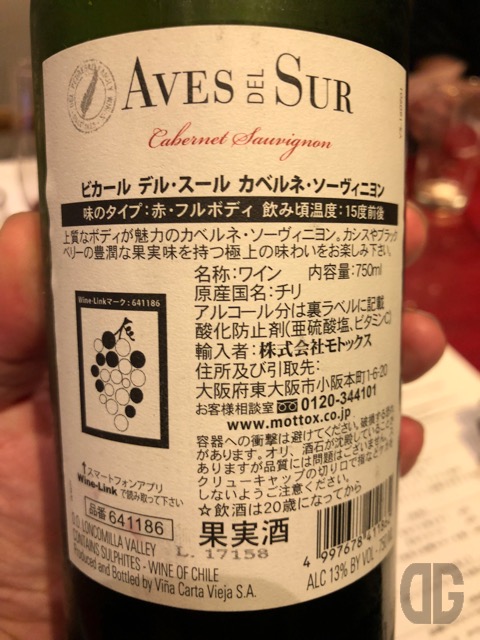 AVES DEL SUR
Cabernet Sauvignon
ビカール デル・スール カベルネ・ソーヴィニヨン
味のタイプ:赤・フルボディ 飲み頃温度:15度前後
上質なボディが魅力のカベルネ・ソーヴィニヨン。カシスやブラック
ベリーの豊満な果実味を持つ極上の味わいをお楽しみ下さい。
名称:ワイン 内容量:750ml
原産国名:チリ
アルコール分は裏ラベルに記載
酸化防止剤(亜硫酸塩、ビタミンC)
輸入者:株式会社モトックス
住所及び引取先:
大阪府東大阪市小阪本町1-6-20
お客様相談室 0120-344101
www.mottox.co.jp
Wine-Linkマーク:641186
スマートフォンアプリ
Wine-Link で読み取って下さい
容器への衝撃は避けてください。破損する
があります。オリ、酒石が沈殿していること
ありますが品質には問題はございません。
クリューキャップの切り口で指などケガを
しないようご注意ください。
☆飲酒は20歳になってから
品番 641186
果実酒
L. 17158
D.O. LONCOMILLA VALLEY
CONTAINS SULPHITES - WINE OF CHILE
Produced and Bottled by Viña Carta Vieja S.A.
4 997678 4118
ALC 13% BY VOL · 750
DG